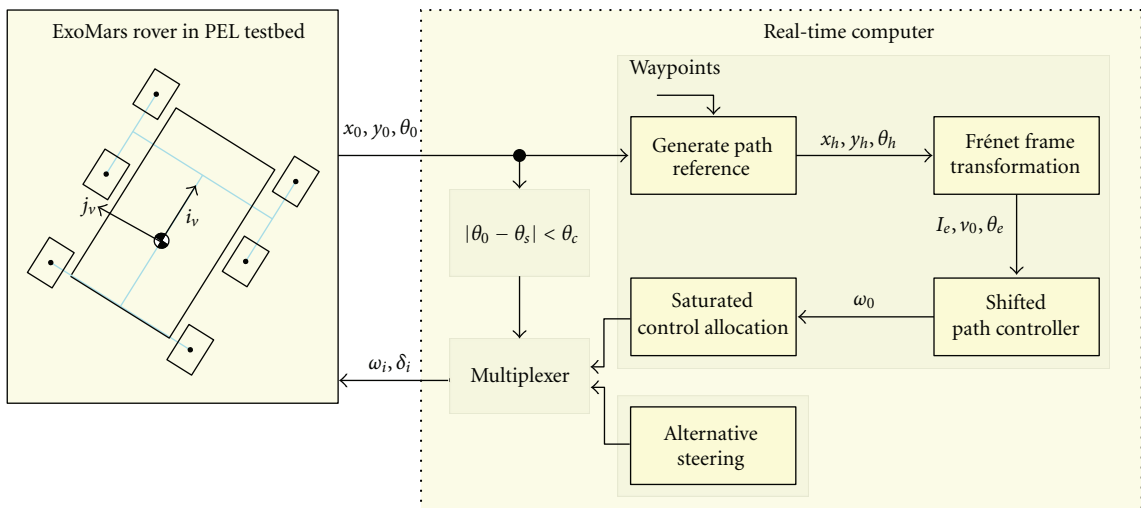 ExoMars rover in PEL testbed
Real-time computer
Waypoints
x₀, y₀, θ₀
Generate path
reference
xₕ, yₕ, θₕ
Frénet frame
transformation
jᵥ
iᵥ
|θ₀ − θₛ| < θ_c
Iₑ, v₀, θₑ
Saturated
control allocation
ω₀
Shifted
path controller
ωᵢ, δᵢ
Multiplexer
Alternative
steering